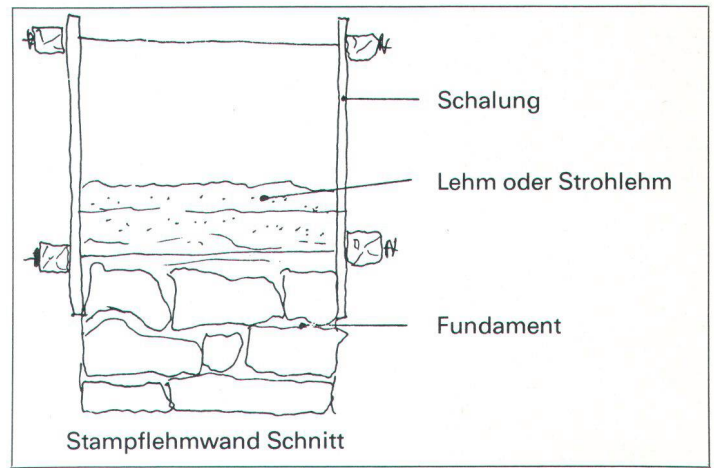 Schalung
Lehm oder Strohlehm
Fundament
Stampflehmwand Schnitt